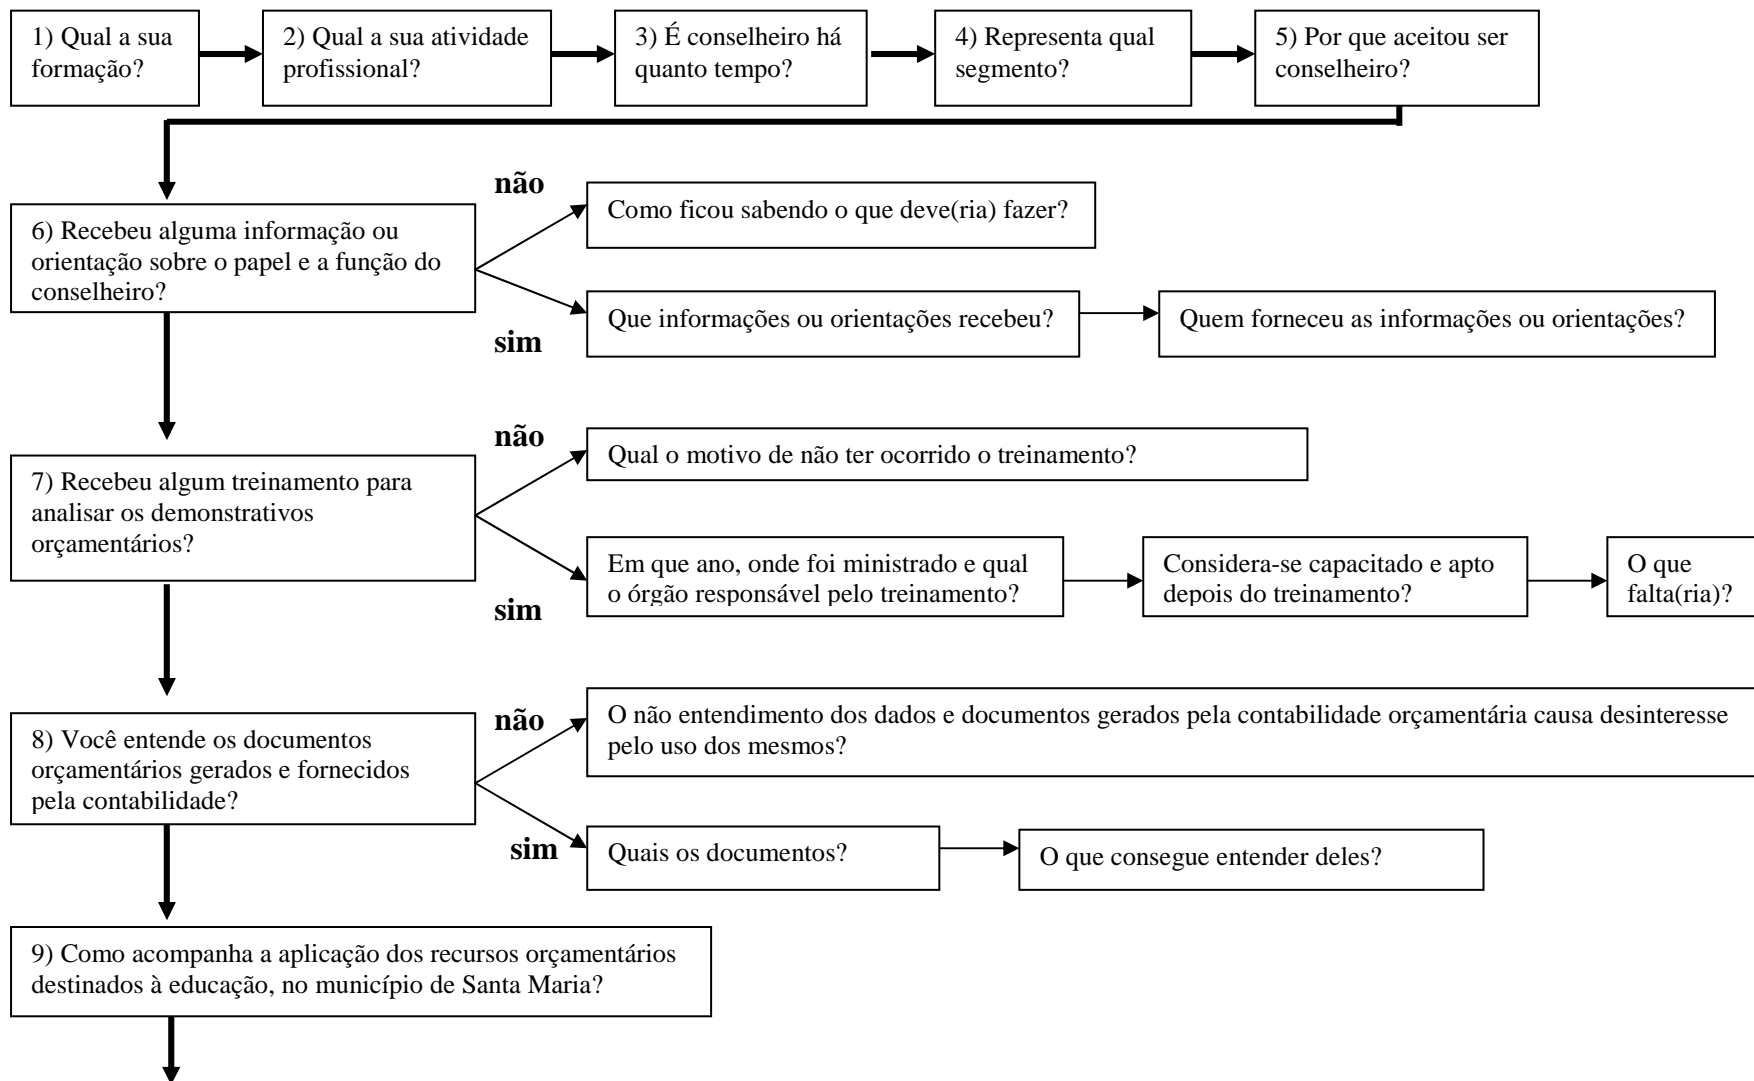 1) Qual a sua
formação?
2) Qual a sua atividade
profissional?
3) É conselheiro há
quanto tempo?
4) Representa qual
segmento?
5) Por que aceitou ser
conselheiro?
6) Recebeu alguma informação ou
orientação sobre o papel e a função do
conselheiro?
não
Como ficou sabendo o que deve(ria) fazer?
sim
Que informações ou orientações recebeu?
Quem forneceu as informações ou orientações?
7) Recebeu algum treinamento para
analisar os demonstrativos
orçamentários?
não
Qual o motivo de não ter ocorrido o treinamento?
sim
Em que ano, onde foi ministrado e qual
o órgão responsável pelo treinamento?
Considera-se capacitado e apto
depois do treinamento?
O que
falta(ria)?
8) Você entende os documentos
orçamentários gerados e fornecidos
pela contabilidade?
não
O não entendimento dos dados e documentos gerados pela contabilidade orçamentária causa desinteresse
pelo uso dos mesmos?
sim
Quais os documentos?
O que consegue entender deles?
9) Como acompanha a aplicação dos recursos orçamentários
destinados à educação, no município de Santa Maria?